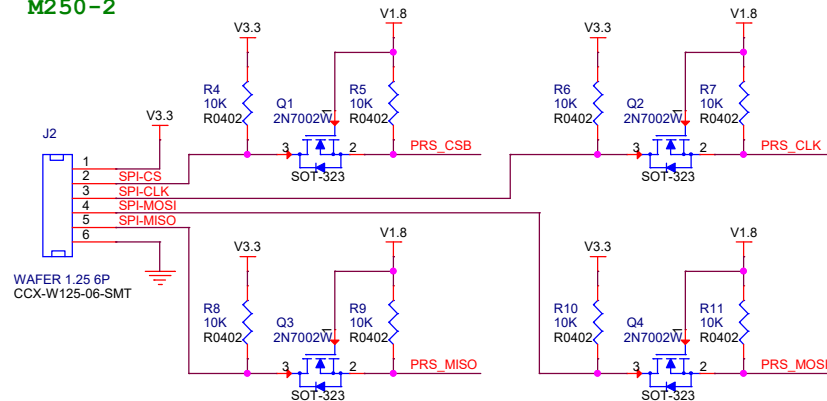 M250-2
V3.3
V1.8
R4
10K
R0402
Q1
2N7002W
1
R5
10K
R0402
3
2
SOT-323
PRS_CSB
V3.3
V1.8
R6
10K
R0402
Q2
2N7002W
1
R7
10K
R0402
3
2
SOT-323
PRS_CLK
V3.3
J2
1
2 SPI-CS
3 SPI-CLK
4 SPI-MOSI
5 SPI-MISO
6
WAFER 1.25 6P
CCX-W125-06-SMT
V3.3
V1.8
R8
10K
R0402
Q3
2N7002W
1
R9
10K
R0402
3
2
SOT-323
PRS_MISO
V3.3
V1.8
R10
10K
R0402
Q4
2N7002W
1
R11
10K
R0402
3
2
SOT-323
PRS_MOSI